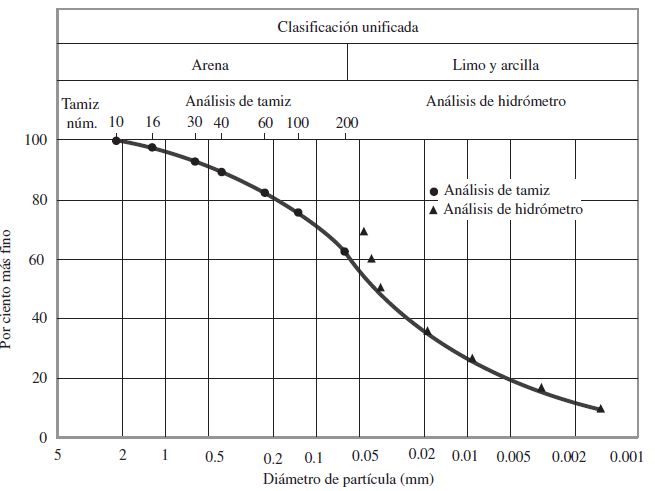 Clasificación unificada
Arena Limo y arcilla
Tamiz Análisis de tamiz Análisis de hidrómetro
núm. 10 16 30 40 60 100 200
100
80
60
40
20
0
Por ciento más fino
Análisis de tamiz
Análisis de hidrómetro
5 2 1 0.5 0.2 0.1 0.05 0.02 0.01 0.005 0.002 0.001
Diámetro de partícula (mm)